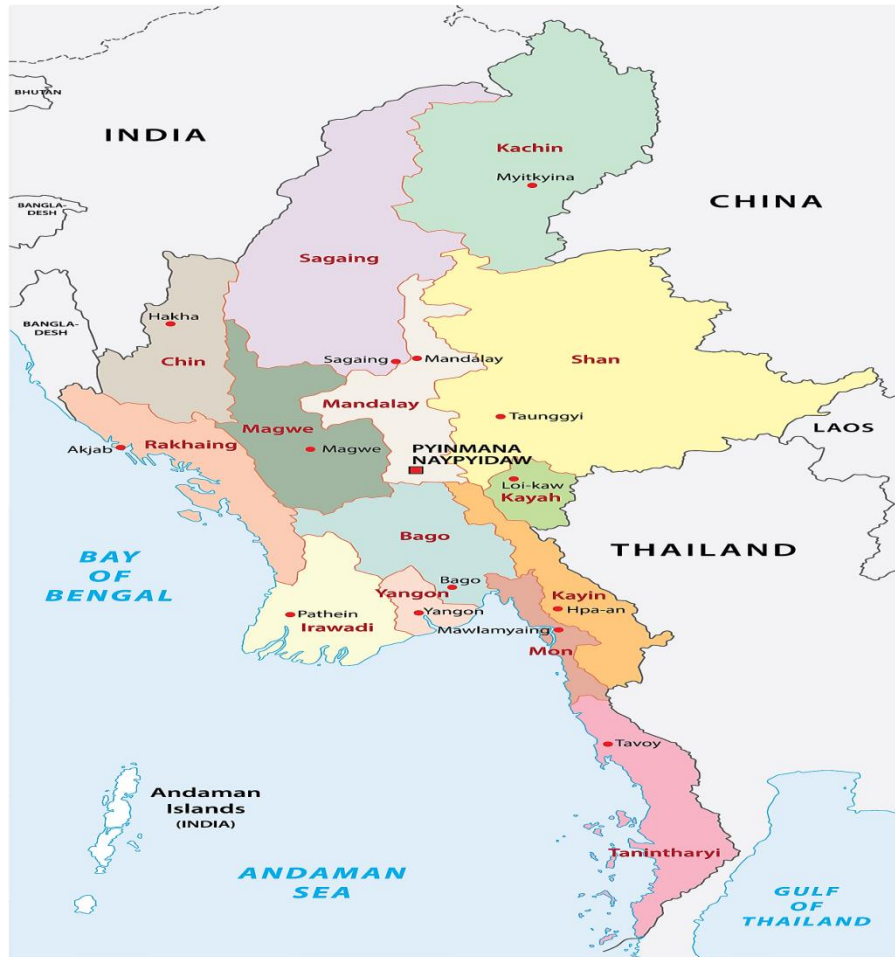 BHUTAN
INDIA
Kachin
Myitkyina
CHINA
BANGLA-
DESH
Sagaing
Hakha
BANGLA-
DESH
Chin
Sagaing
Mandalay
Shan
Mandalay
Taunggyi
Magwe
Rakhaing
Akjab
Magwe
PYINMANA
NAYPYIDAW
LAOS
Loi-kaw
Kayah
Bago
THAILAND
BAY
OF
BENGAL
Bago
Yangon
Kayin
Pathein
Yangon
Hpa-an
Irawadi
Mawlamyaing
Mon
Tavoy
Andaman
Islands
(INDIA)
Tanintharyi
ANDAMAN
SEA
GULF
OF
THAILAND